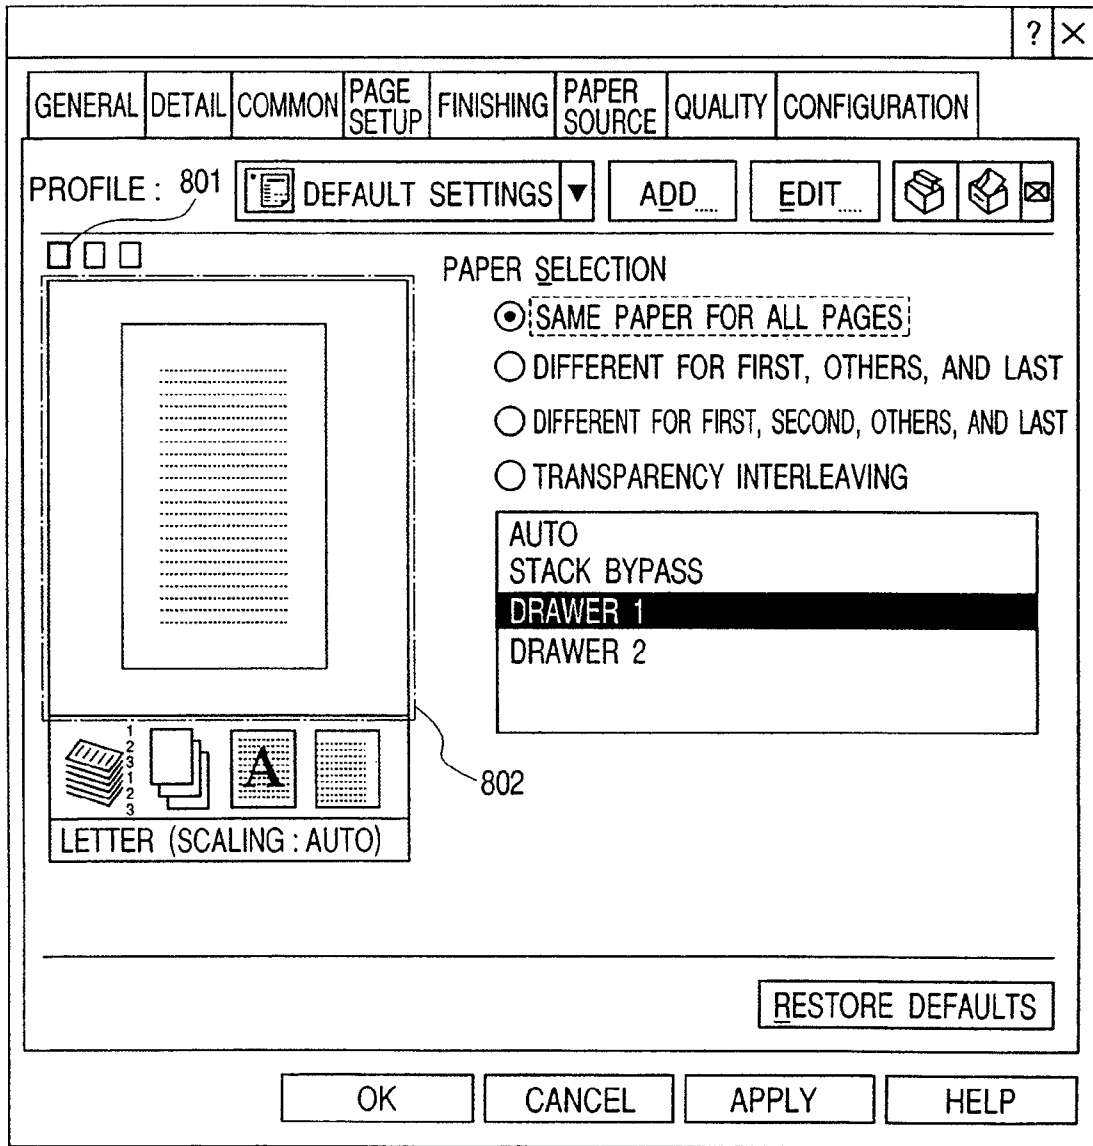 ? X
GENERAL DETAIL COMMON PAGE SETUP FINISHING PAPER SOURCE QUALITY CONFIGURATION
PROFILE : 801 DEFAULT SETTINGS ▼ ADD..... EDIT.....
PAPER SELECTION
SAME PAPER FOR ALL PAGES
DIFFERENT FOR FIRST, OTHERS, AND LAST
DIFFERENT FOR FIRST, SECOND, OTHERS, AND LAST
TRANSPARENCY INTERLEAVING
AUTO
STACK BYPASS
DRAWER 1
DRAWER 2
1
2
3
1
2
3
A
802
LETTER (SCALING : AUTO)
RESTORE DEFAULTS
OK CANCEL APPLY HELP